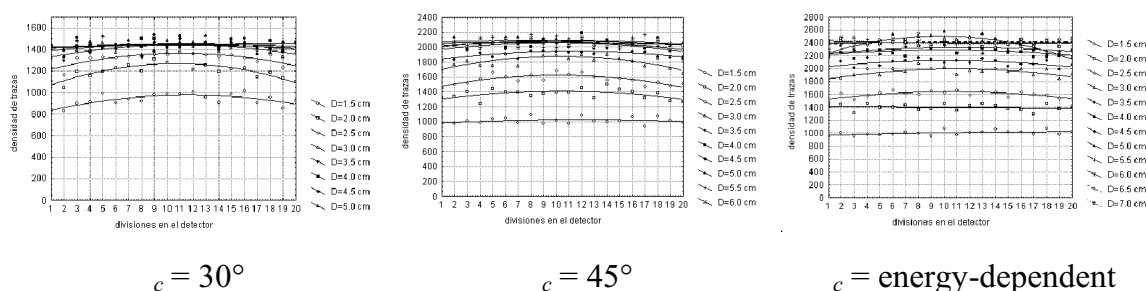 1600
1400
1200
1000
800
600
400
200
0
densidad de trazas
1 2 3 4 5 6 7 8 9 10 11 12 13 14 15 16 17 18 19 20
divisiones en el detector
D=1.5 cm
D=2.0 cm
D=2.5 cm
D=3.0 cm
D=3.5 cm
D=4.0 cm
D=4.5 cm
D=5.0 cm
2400
2200
2000
1800
1600
1400
1200
1000
800
600
400
200
0
densidad de trazas
1 2 3 4 5 6 7 8 9 10 11 12 13 14 15 16 17 18 19 20
divisiones en el detector
D=1.5 cm
D=2.0 cm
D=2.5 cm
D=3.0 cm
D=3.5 cm
D=4.0 cm
D=4.5 cm
D=5.0 cm
D=5.5 cm
D=6.0 cm
2800
2600
2400
2200
2000
1800
1600
1400
1200
1000
800
600
400
200
0
densidad de trazas
1 2 3 4 5 6 7 8 9 10 11 12 13 14 15 16 17 18 19 20
divisiones en el detector
D=1.5 cm
D=2.0 cm
D=2.5 cm
D=3.0 cm
D=3.5 cm
D=4.0 cm
D=4.5 cm
D=5.0 cm
D=5.5 cm
D=6.0 cm
D=6.5 cm
D=7.0 cm
c = 30°
c = 45°
c = energy-dependent